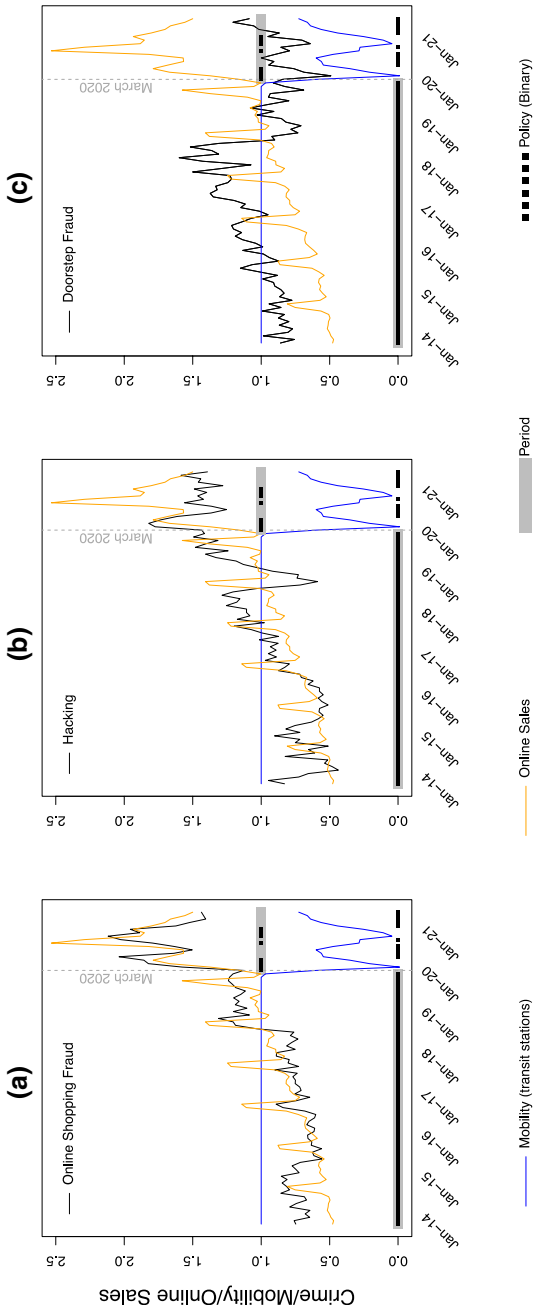 (a)
Crime/Mobility/Online Sales
2.5
2.0
1.5
1.0
0.5
0.0
Online Shopping Fraud
March 2020
Jan−14
Jan−15
Jan−16
Jan−17
Jan−18
Jan−19
Jan−20
Jan−21
(b)
2.5
2.0
1.5
1.0
0.5
0.0
Hacking
March 2020
Jan−14
Jan−15
Jan−16
Jan−17
Jan−18
Jan−19
Jan−20
Jan−21
(c)
2.5
2.0
1.5
1.0
0.5
0.0
Doorstep Fraud
March 2020
Jan−14
Jan−15
Jan−16
Jan−17
Jan−18
Jan−19
Jan−20
Jan−21
Mobility (transit stations)
Online Sales
Period
Policy (Binary)